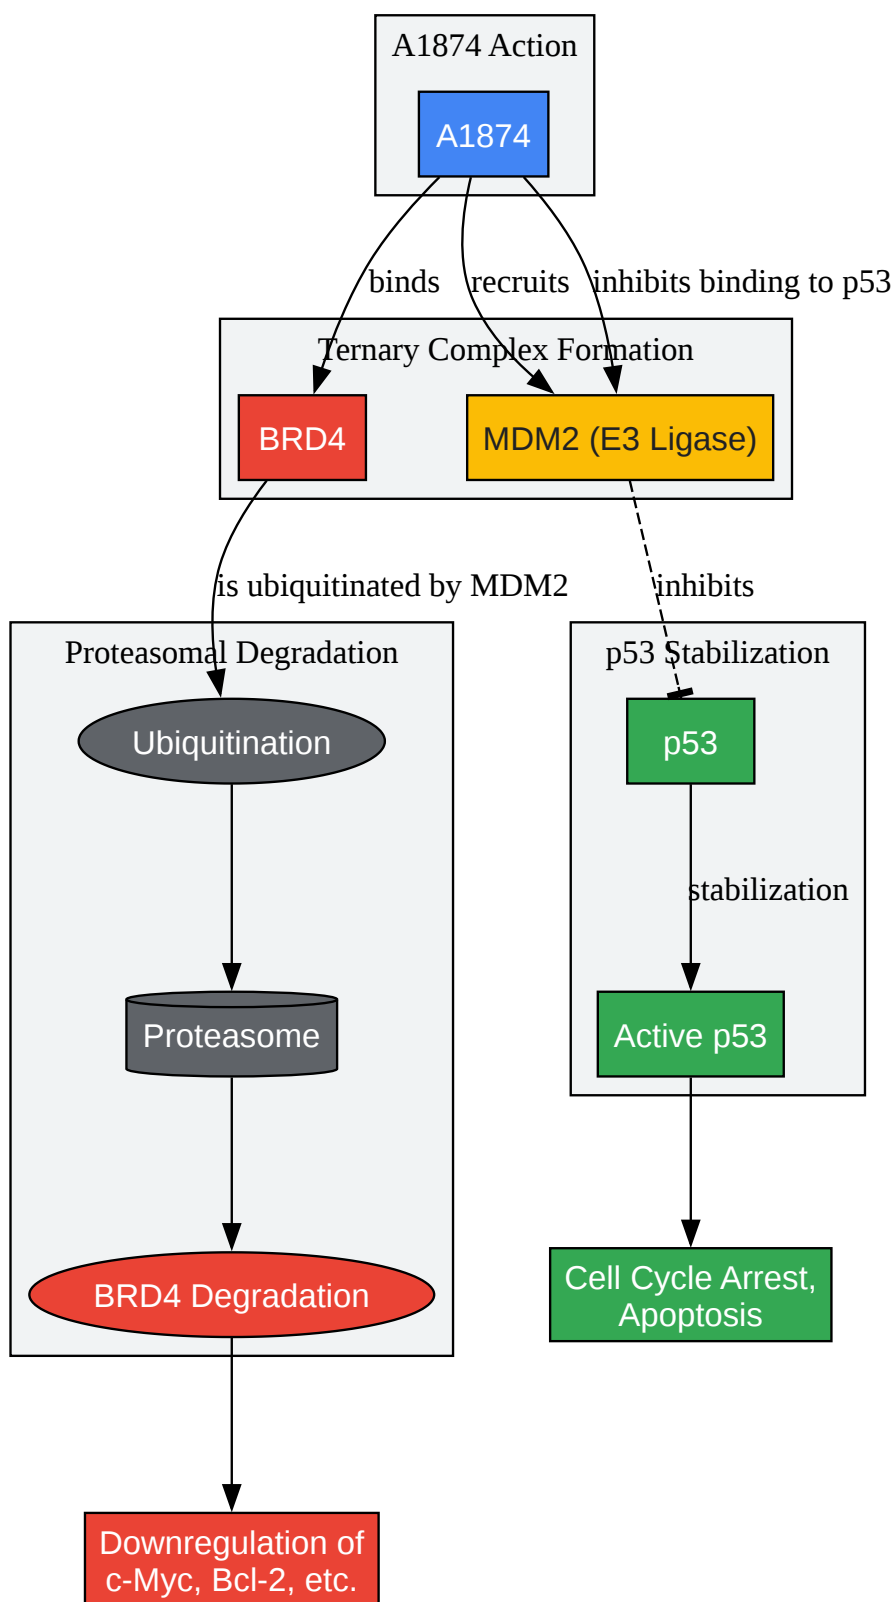 A1874 Action
A1874
binds
recruits
inhibits binding to p53
Ternary Complex Formation
BRD4
MDM2 (E3 Ligase)
is ubiquitinated by MDM2
inhibits
Proteasomal Degradation
p53 Stabilization
Ubiquitination
p53
stabilization
Proteasome
Active p53
BRD4 Degradation
Cell Cycle Arrest,
Apoptosis
Downregulation of
c-Myc, Bcl-2, etc.